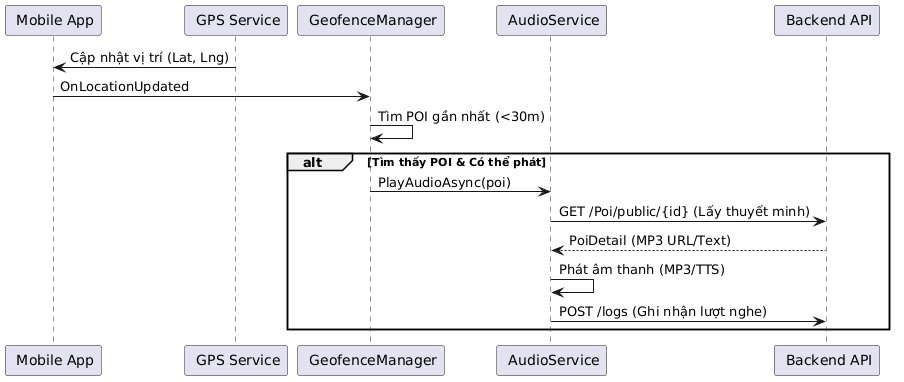 Mobile App
GPS Service
GeofenceManager
AudioService
Backend API
Cập nhật vị trí (Lat, Lng)
OnLocationUpdated
Tìm POI gần nhất (<30m)
alt
[Tìm thấy POI & Có thể phát]
PlayAudioAsync(poi)
GET /Poi/public/{id} (Lấy thuyết minh)
PoiDetail (MP3 URL/Text)
Phát âm thanh (MP3/TTS)
POST /logs (Ghi nhận lượt nghe)
Mobile App
GPS Service
GeofenceManager
AudioService
Backend API